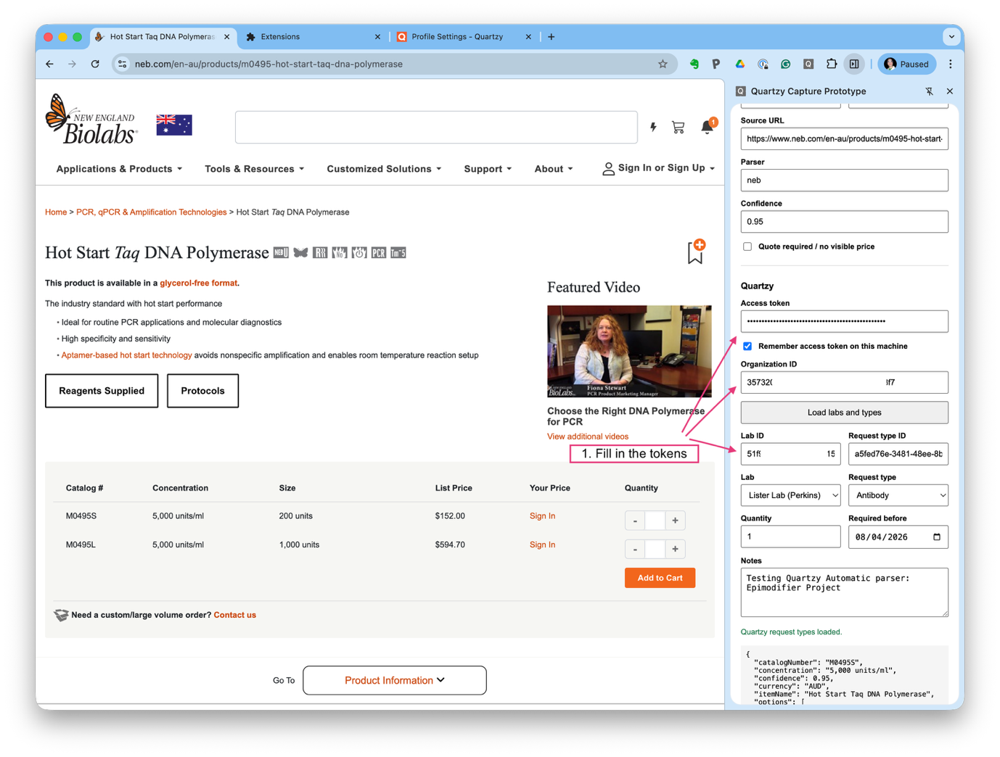 Hot Start Taq DNA Polymeras
Extensions
Profile Settings - Quartzy
neb.com/en-au/products/m0495-hot-start-taq-dna-polymerase
Paused
Quartzy Capture Prototype
NEW ENGLAND
BioLabs
1
Applications & Products
Tools & Resources
Customized Solutions
Support
About
Sign In or Sign Up
Home > PCR, qPCR & Amplification Technologies > Hot Start Taq DNA Polymerase
Hot Start Taq DNA Polymerase NEBU PCR Tm-5
This product is available in a glycerol-free format.
The industry standard with hot start performance
• Ideal for routine PCR applications and molecular diagnostics
• High specificity and sensitivity
• Aptamer-based hot start technology avoids nonspecific amplification and enables room temperature reaction setup
Reagents Supplied
Protocols
Featured Video
NEW ENGLAND
BioLabs
Fiona Stewart
PCR Product Marketing Manager
Choose the Right DNA Polymerase
for PCR
View additional videos
1. Fill in the tokens
Catalog #
Concentration
Size
List Price
Your Price
Quantity
M0495S
5,000 units/ml
200 units
$152.00
Sign In
-
+
M0495L
5,000 units/ml
1,000 units
$594.70
Sign In
-
+
Add to Cart
Need a custom/large volume order? Contact us
Go To
Product Information
Source URL
https://www.neb.com/en-au/products/m0495-hot-start-
Parser
neb
Confidence
0.95
Quote required / no visible price
Quartzy
Access token
Remember access token on this machine
Organization ID
35732
f7
Load labs and types
Lab ID
Request type ID
51f
15
a5fed76e-3481-48ee-8b
Lab
Request type
Lister Lab (Perkins)
Antibody
Quantity
Required before
1
08/04/2026
Notes
Testing Quartzy Automatic parser:
Epimodifier Project
Quartzy request types loaded.
{
"catalogNumber": "M0495S",
"concentration": "5,000 units/ml",
"confidence": 0.95,
"currency": "AUD",
"itemName": "Hot Start Taq DNA Polymerase",
"options": [